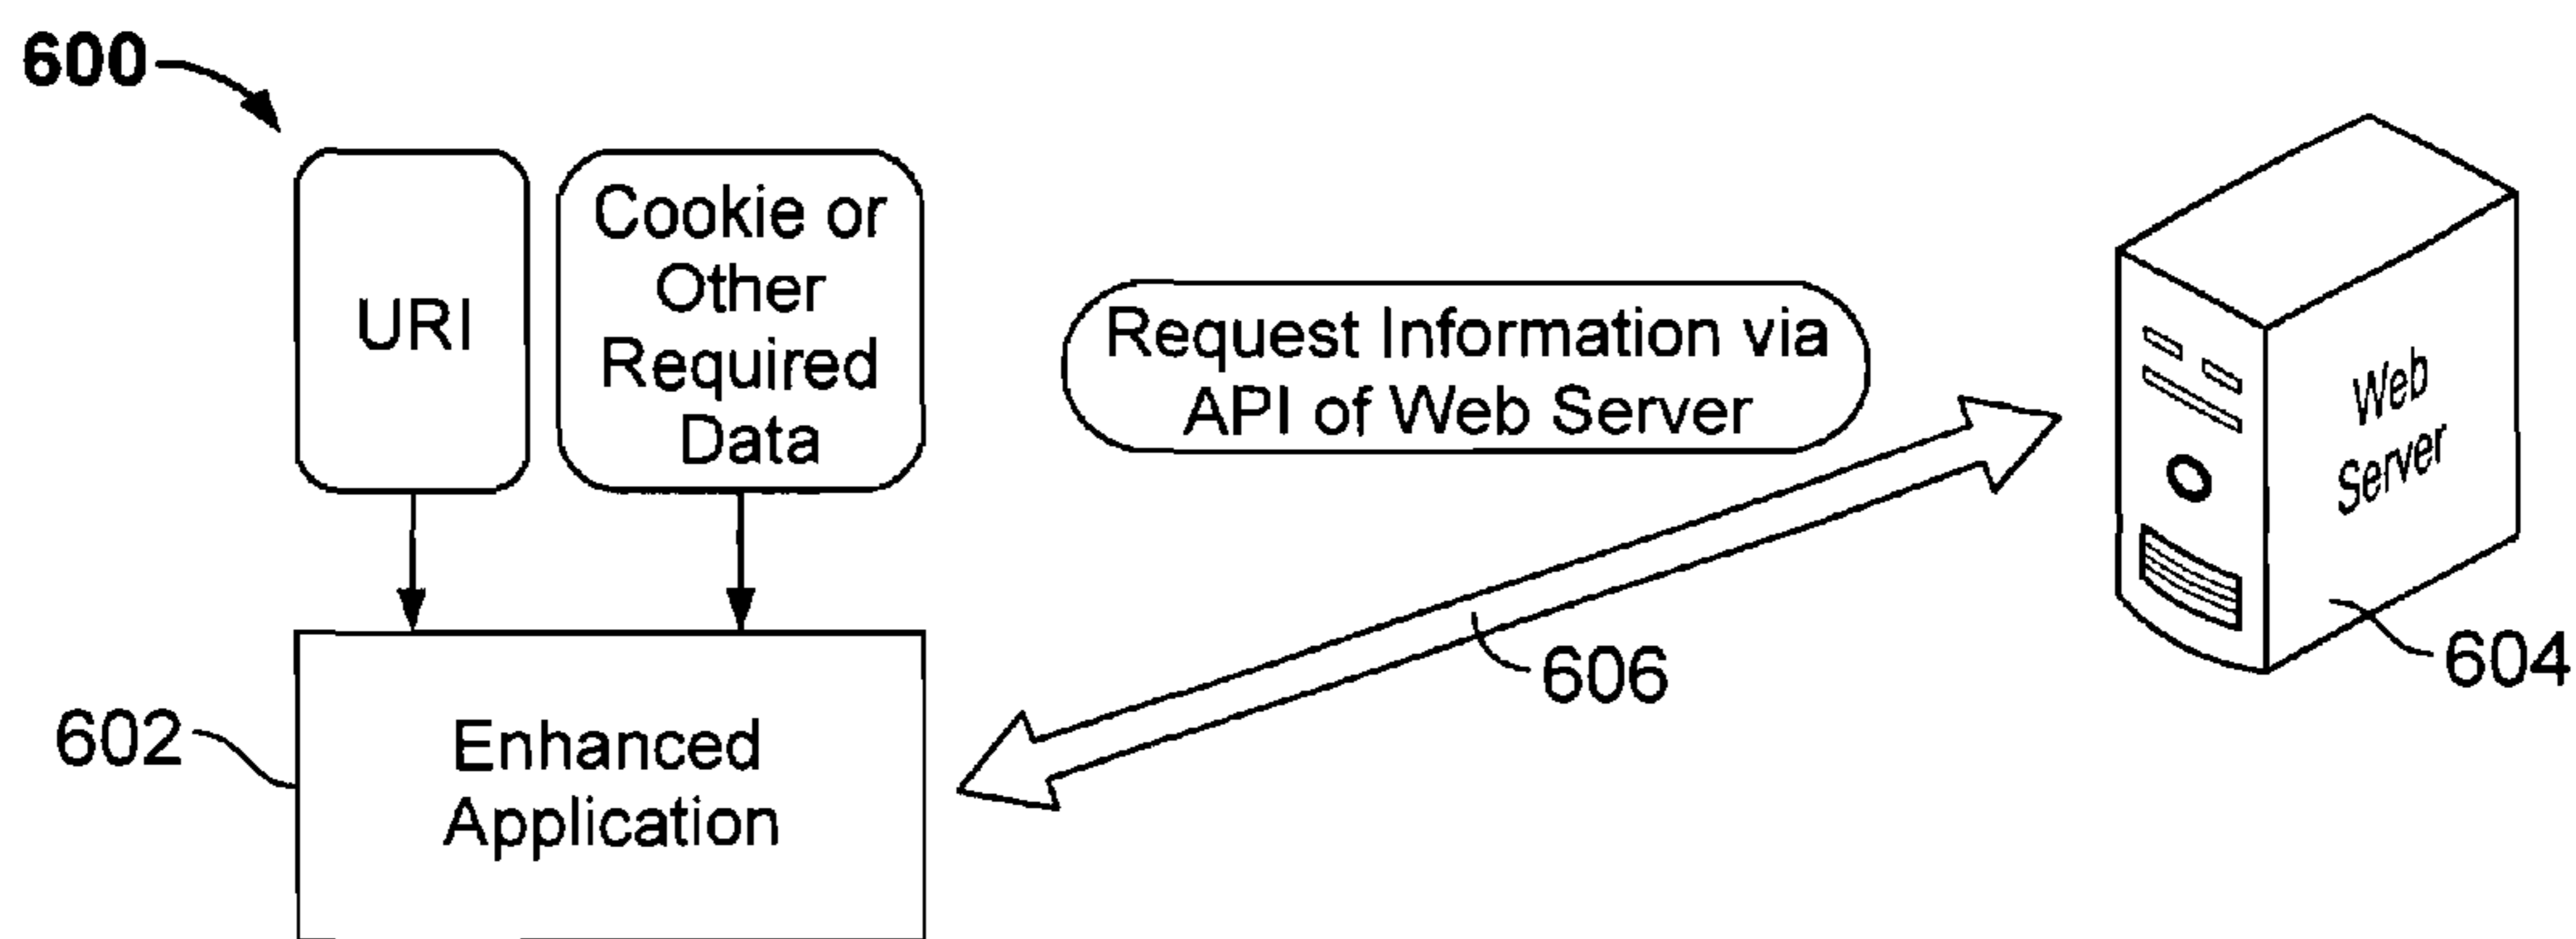 600
URI
Cookie or
Other
Required
Data
Request Information via
API of Web Server
Web
Server
604
606
602
Enhanced
Application